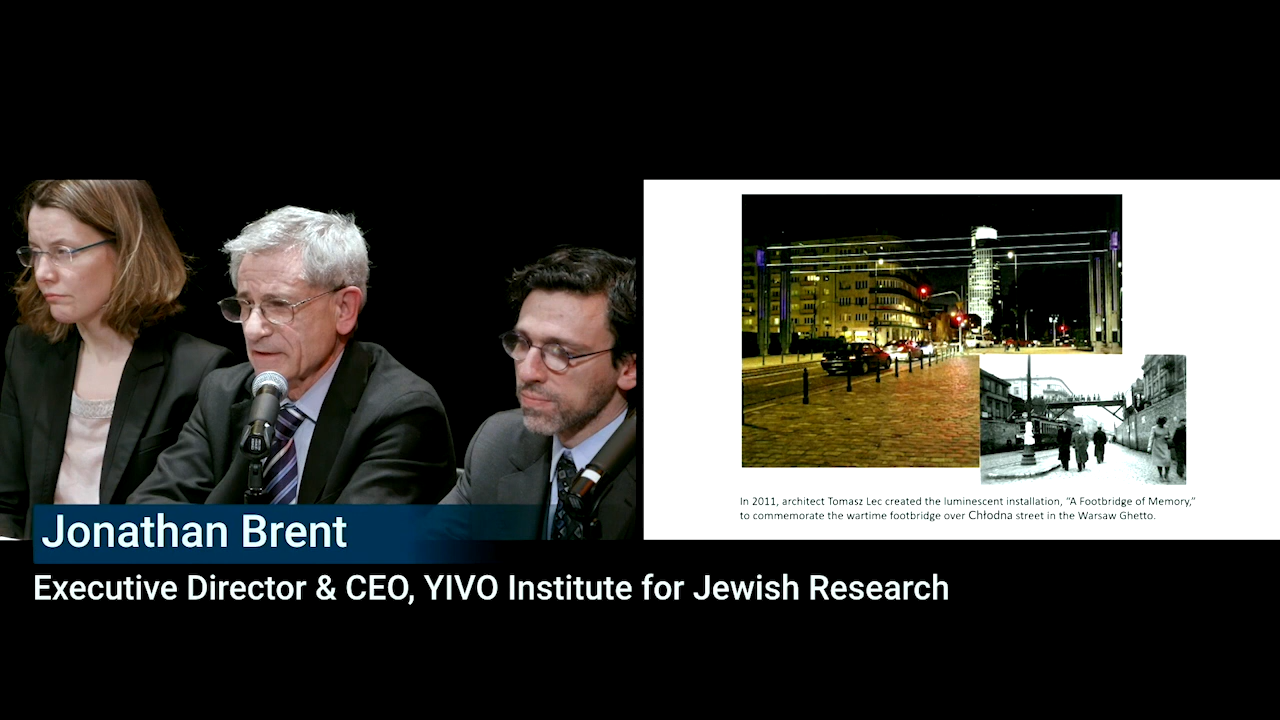 Jonathan Brent
Executive Director & CEO, YIVO Institute for Jewish Research
In 2011, architect Tomasz Lec created the luminescent installation, “A Footbridge of Memory,”
to commemorate the wartime footbridge over Chłodna street in the Warsaw Ghetto.